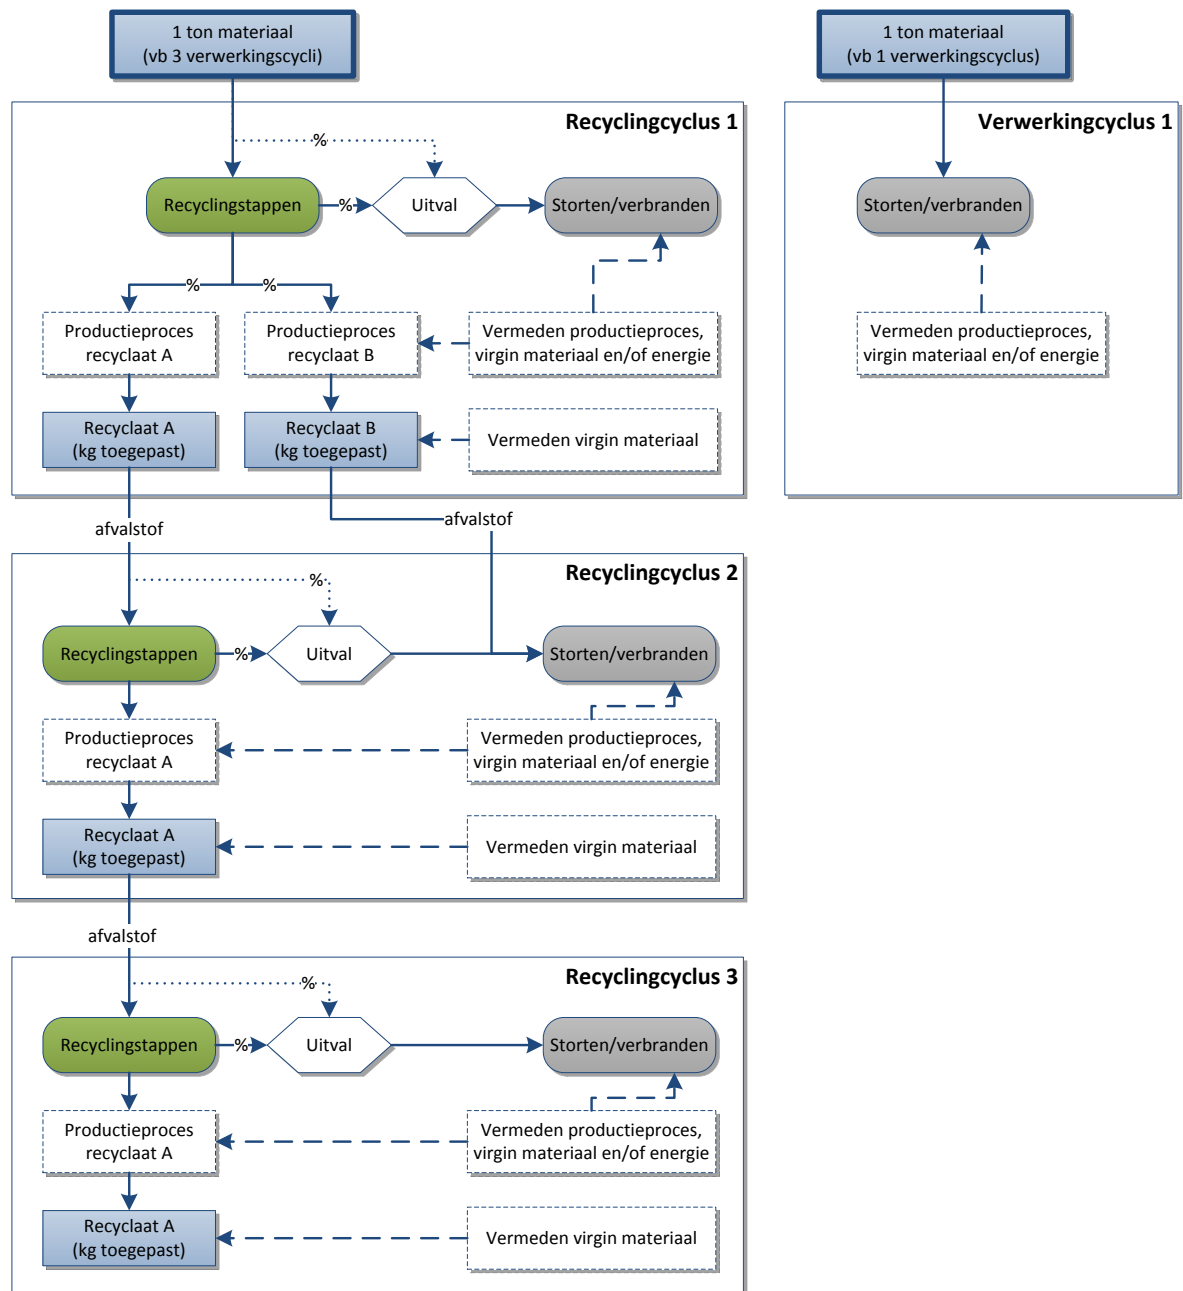 1 ton materiaal
(vb 3 verwerkingscycli)
1 ton materiaal
(vb 1 verwerkingscyclus)
Recyclingcyclus 1
%
Recyclingstappen
%
Uitval
Storten/verbranden
%
%
Productieproces
recyclaat A
Productieproces
recyclaat B
Vermeden productieproces,
virgin materiaal en/of energie
Recyclaat A
(kg toegepast)
Recyclaat B
(kg toegepast)
Vermeden virgin materiaal
Verwerkingcyclus 1
Storten/verbranden
Vermeden productieproces,
virgin materiaal en/of energie
afvalstof
afvalstof
Recyclingcyclus 2
%
Recyclingstappen
%
Uitval
Storten/verbranden
Productieproces
recyclaat A
Vermeden productieproces,
virgin materiaal en/of energie
Recyclaat A
(kg toegepast)
Vermeden virgin materiaal
afvalstof
Recyclingcyclus 3
%
Recyclingstappen
%
Uitval
Storten/verbranden
Productieproces
recyclaat A
Vermeden productieproces,
virgin materiaal en/of energie
Recyclaat A
(kg toegepast)
Vermeden virgin materiaal